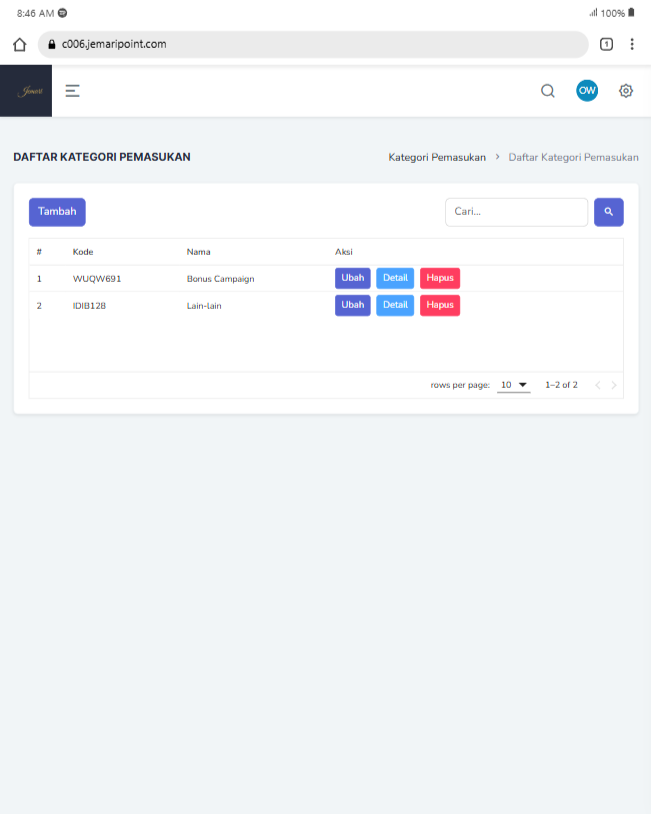 8:46 AM
100%
c006.jemaripoint.com
1
Jemari
OW
DAFTAR KATEGORI PEMASUKAN
Kategori Pemasukan > Daftar Kategori Pemasukan
Tambah
Cari...
# Kode Nama Aksi
1 WUQW691 Bonus Campaign Ubah Detail Hapus
2 IDIB128 Lain-lain Ubah Detail Hapus
rows per page: 10 1–2 of 2